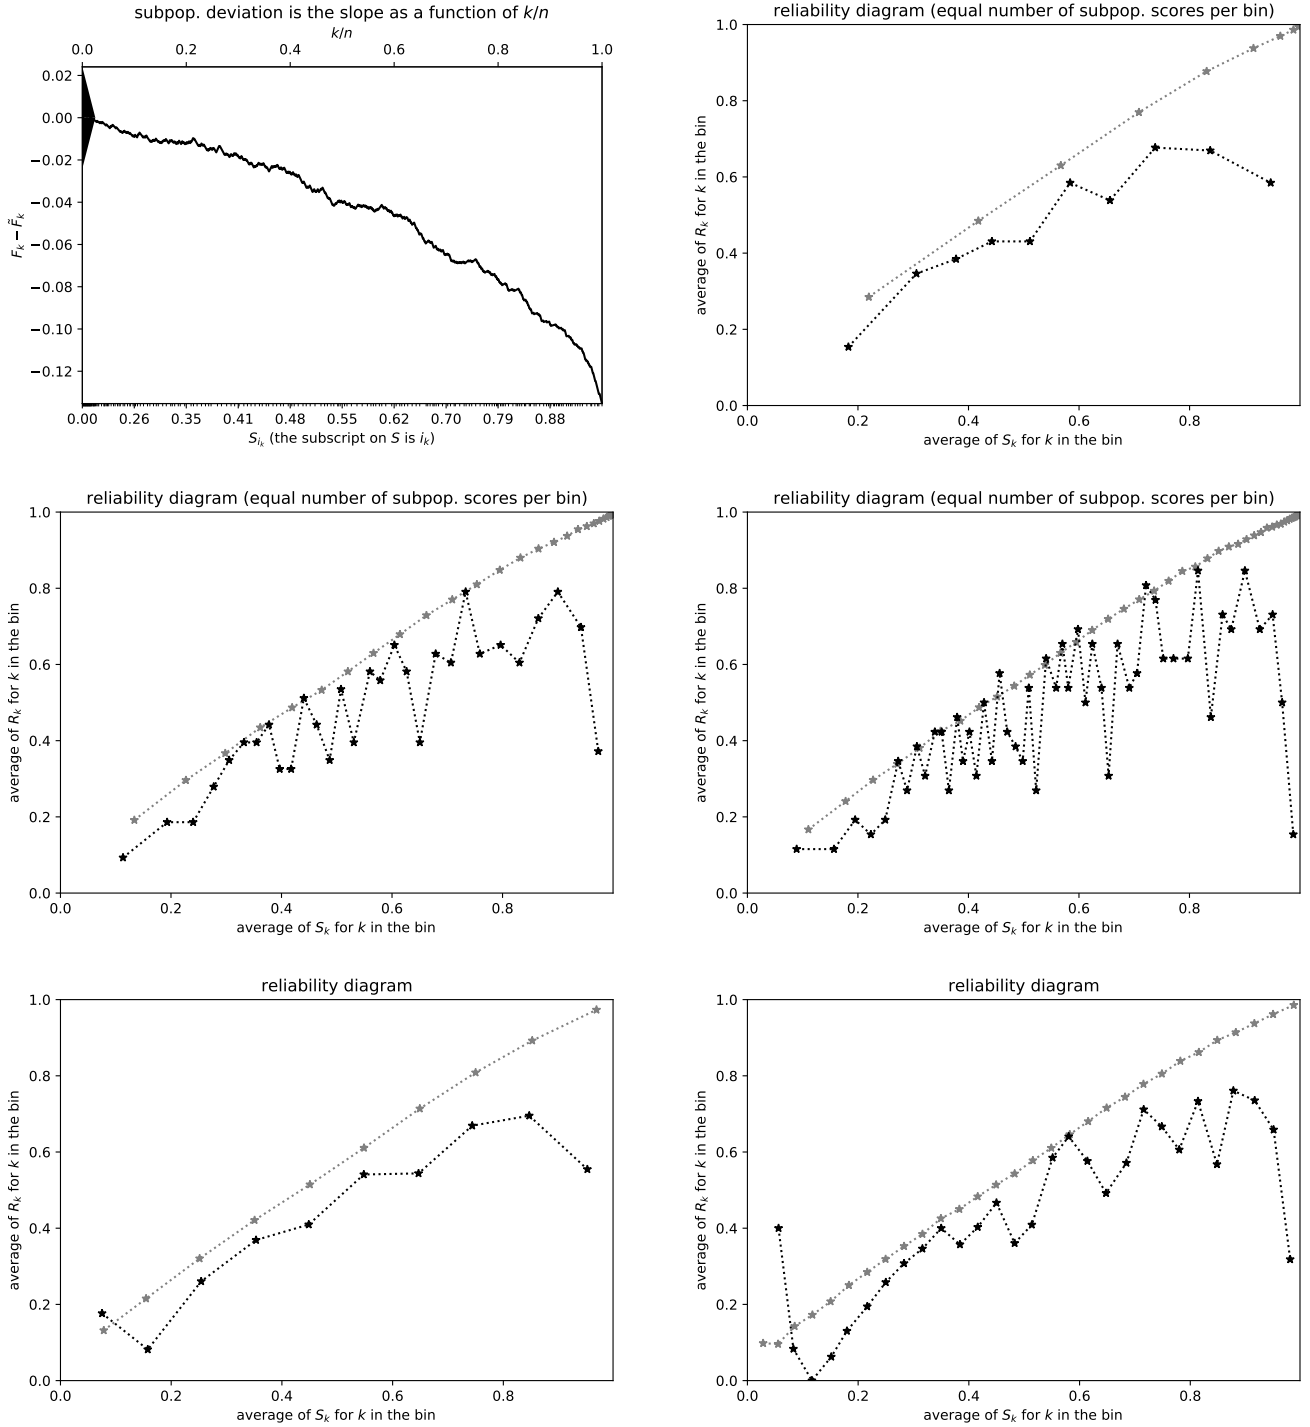 subpop. deviation is the slope as a function of k/n
k/n
0.0 0.2 0.4 0.6 0.8 1.0
0.02
0.00
−0.02
−0.04
−0.06
−0.08
−0.10
−0.12
F_k − F̃_k
0.00 0.26 0.35 0.41 0.48 0.55 0.62 0.70 0.79 0.88
S_{i_k} (the subscript on S is i_k)
reliability diagram (equal number of subpop. scores per bin)
1.0
0.8
0.6
0.4
0.2
0.0
average of R_k for k in the bin
0.0 0.2 0.4 0.6 0.8
average of S_k for k in the bin
reliability diagram (equal number of subpop. scores per bin)
1.0
0.8
0.6
0.4
0.2
0.0
average of R_k for k in the bin
0.0 0.2 0.4 0.6 0.8
average of S_k for k in the bin
reliability diagram (equal number of subpop. scores per bin)
1.0
0.8
0.6
0.4
0.2
0.0
average of R_k for k in the bin
0.0 0.2 0.4 0.6 0.8
average of S_k for k in the bin
reliability diagram
1.0
0.8
0.6
0.4
0.2
0.0
average of R_k for k in the bin
0.0 0.2 0.4 0.6 0.8
average of S_k for k in the bin
reliability diagram
1.0
0.8
0.6
0.4
0.2
0.0
average of R_k for k in the bin
0.0 0.2 0.4 0.6 0.8
average of S_k for k in the bin